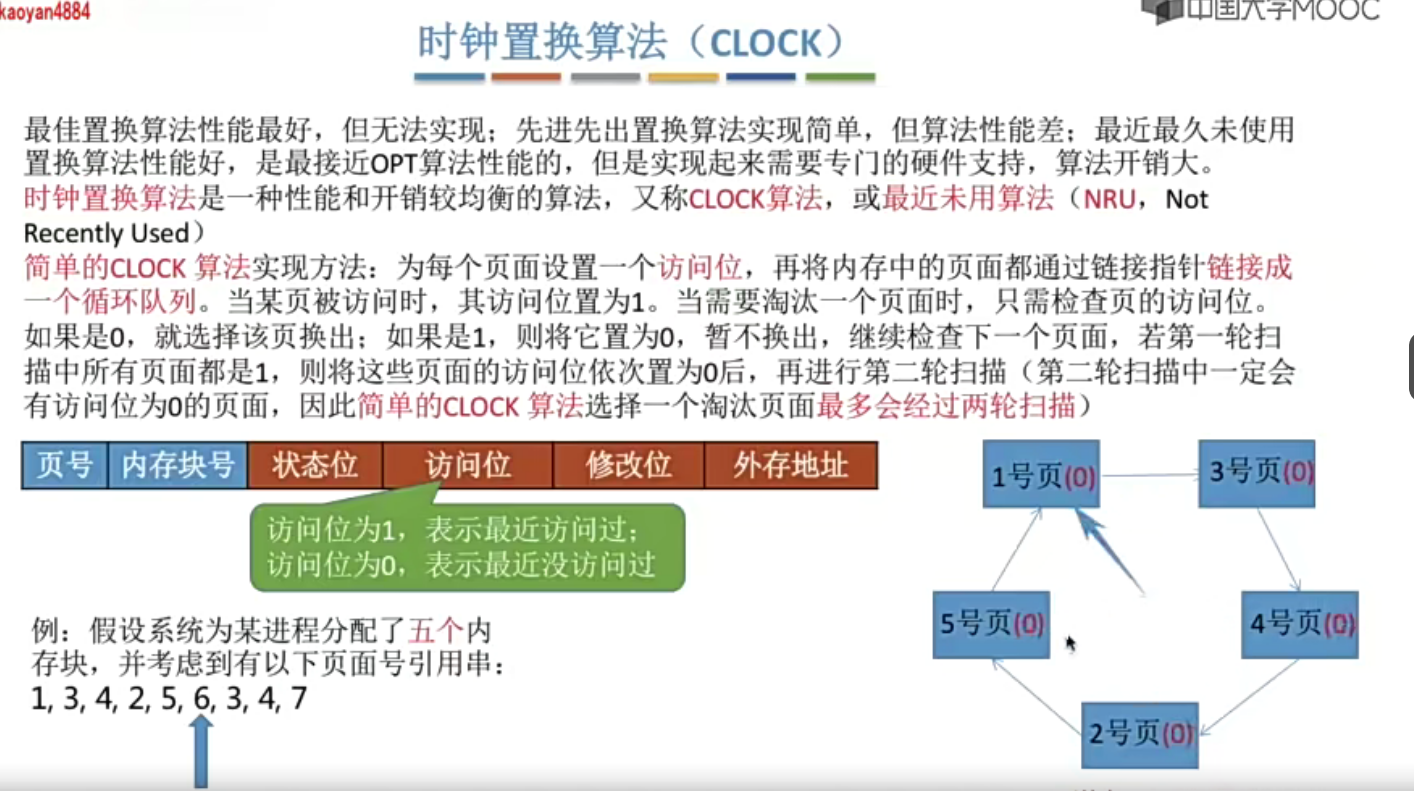 kaoyan4884
中国大学MOOC
时钟置换算法（CLOCK）
最佳置换算法性能最好，但无法实现；先进先出置换算法实现简单，但算法性能差；最近最久未使用
置换算法性能好，是最接近OPT算法性能的，但是实现起来需要专门的硬件支持，算法开销大。
时钟置换算法是一种性能和开销较均衡的算法，又称CLOCK算法，或最近未用算法（NRU，Not
Recently Used）
简单的CLOCK 算法实现方法：为每个页面设置一个访问位，再将内存中的页面都通过链接指针链接成
一个循环队列。当某页被访问时，其访问位置为1。当需要淘汰一个页面时，只需检查页的访问位。
如果是0，就选择该页换出；如果是1，则将它置为0，暂不换出，继续检查下一个页面，若第一轮扫
描中所有页面都是1，则将这些页面的访问位依次置为0后，再进行第二轮扫描（第二轮扫描中一定会
有访问位为0的页面，因此简单的CLOCK 算法选择一个淘汰页面最多会经过两轮扫描）
页号 内存块号 状态位 访问位 修改位 外存地址
访问位为1，表示最近访问过；
访问位为0，表示最近没访问过
例：假设系统为某进程分配了五个内
存块，并考虑到有以下页面号引用串：
1, 3, 4, 2, 5, 6, 3, 4, 7
1号页(0)
3号页(0)
5号页(0)
4号页(0)
2号页(0)